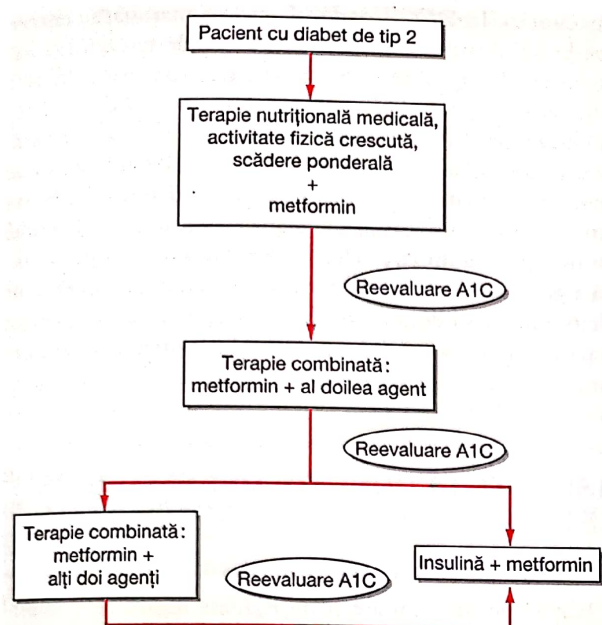 Pacient cu diabet de tip 2
Terapie nutrițională medicală,
activitate fizică crescută,
scădere ponderală
+
metformin
Reevaluare A1C
Terapie combinată:
metformin + al doilea agent
Reevaluare A1C
Terapie combinată:
metformin +
alți doi agenți
Reevaluare A1C
Insulină + metformin